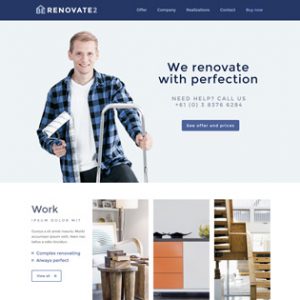 RENOVATE2
Offer
Company
Realizations
Contact
Buy now
We renovate
with perfection
NEED HELP? CALL US
+61 (0) 3 8376 6284
See offer and prices
Work
IPSUM DOLOR MIT
Complex renovating
Always perfect
View all